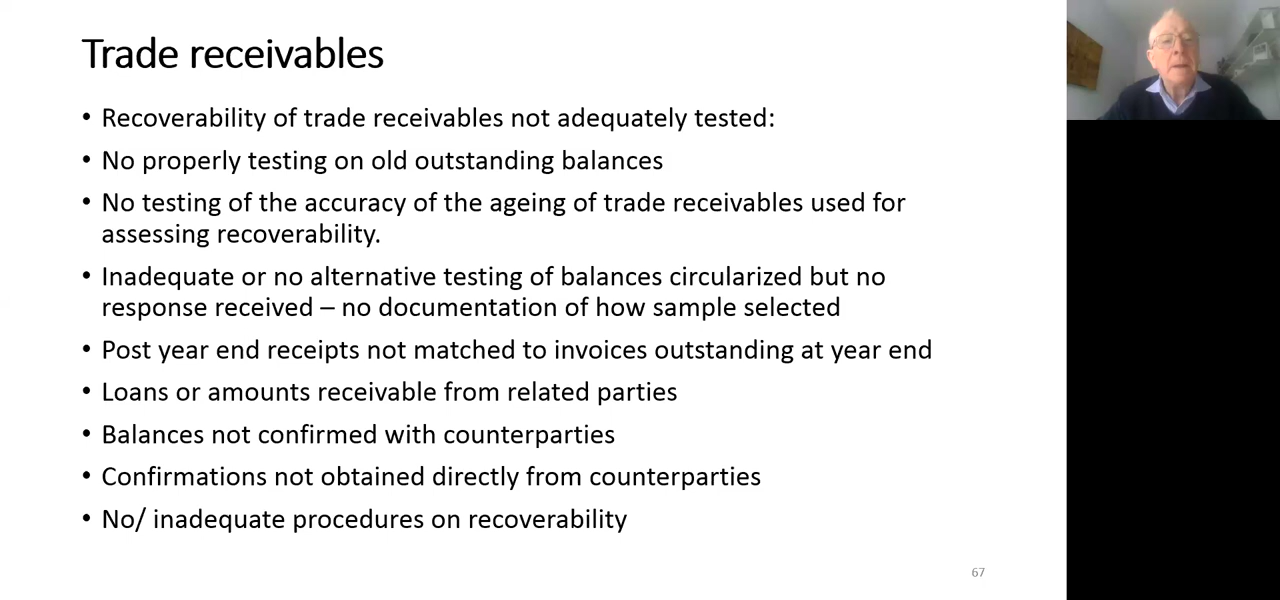 Trade receivables
• Recoverability of trade receivables not adequately tested:
• No properly testing on old outstanding balances
• No testing of the accuracy of the ageing of trade receivables used for
assessing recoverability.
• Inadequate or no alternative testing of balances circularized but no
response received – no documentation of how sample selected
• Post year end receipts not matched to invoices outstanding at year end
• Loans or amounts receivable from related parties
• Balances not confirmed with counterparties
• Confirmations not obtained directly from counterparties
• No/ inadequate procedures on recoverability
67